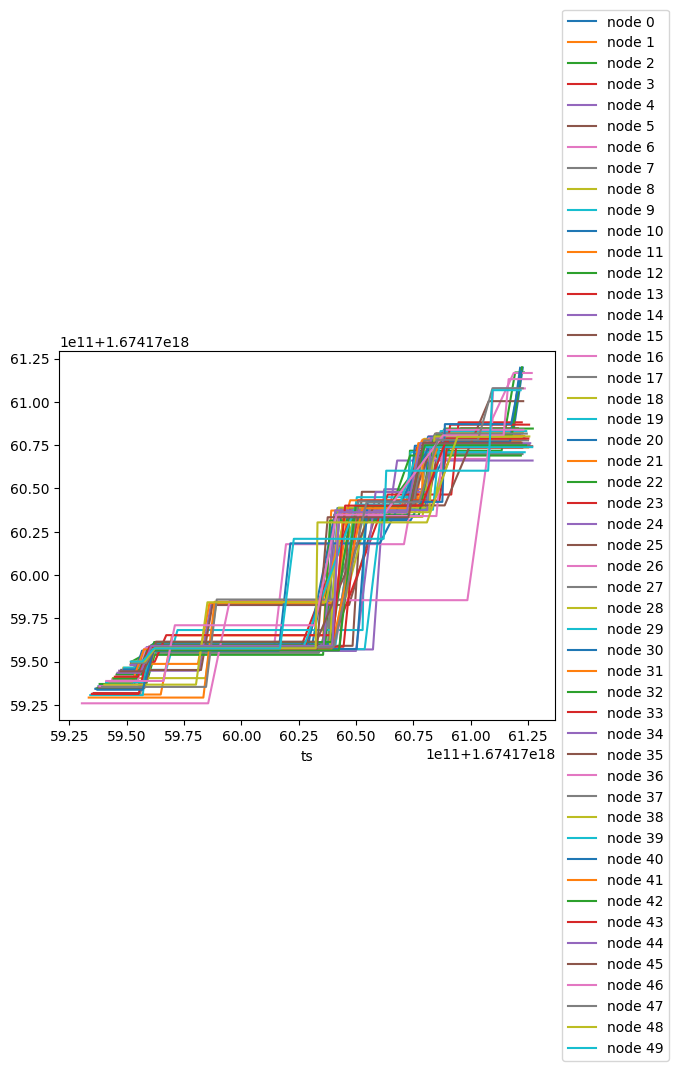 1e11+1.67417e18
61.25
61.00
60.75
60.50
60.25
60.00
59.75
59.50
59.25
59.25 59.50 59.75 60.00 60.25 60.50 60.75 61.00 61.25
1e11+1.67417e18
ts
node 0
node 1
node 2
node 3
node 4
node 5
node 6
node 7
node 8
node 9
node 10
node 11
node 12
node 13
node 14
node 15
node 16
node 17
node 18
node 19
node 20
node 21
node 22
node 23
node 24
node 25
node 26
node 27
node 28
node 29
node 30
node 31
node 32
node 33
node 34
node 35
node 36
node 37
node 38
node 39
node 40
node 41
node 42
node 43
node 44
node 45
node 46
node 47
node 48
node 49